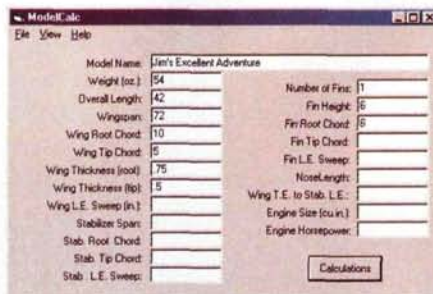 ModelCalc
File View Help
Model Name: Jim's Excellent Adventure
Weight (oz.): 54
Overall Length: 42
Wingspan: 72
Wing Root Chord: 10
Wing Tip Chord: 5
Wing Thickness (root): .75
Wing Thickness (tip): .5
Wing L.E. Sweep (in.):
Stabilizer Span:
Stab. Root Chord:
Stab. Tip Chord:
Stab. L.E. Sweep:
Number of Fins: 1
Fin Height: 6
Fin Root Chord: 6
Fin Tip Chord:
Fin L.E. Sweep:
NoseLength:
Wing T.E. to Stab. L.E.:
Engine Size (cu.in.):
Engine Horsepower:
Calculations